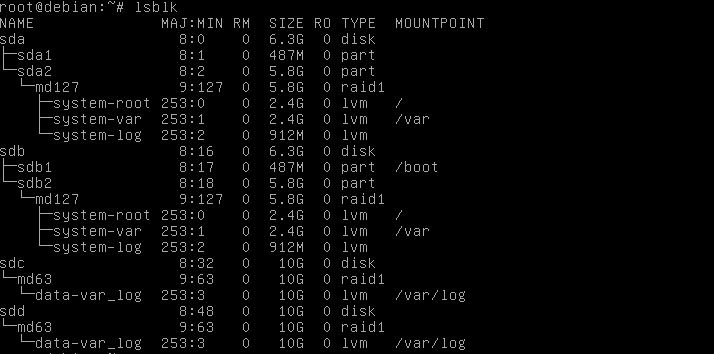 root@debian:~# lsblk
NAME                MAJ:MIN RM  SIZE RO TYPE  MOUNTPOINT
sda                   8:0    0  6.3G  0 disk
├─sda1                8:1    0  487M  0 part
└─sda2                8:2    0  5.8G  0 part
  └─md127             9:127  0  5.8G  0 raid1
    ├─system-root   253:0    0  2.4G  0 lvm   /
    ├─system-var    253:1    0  2.4G  0 lvm   /var
    └─system-log    253:2    0  912M  0 lvm
sdb                   8:16   0  6.3G  0 disk
├─sdb1                8:17   0  487M  0 part  /boot
└─sdb2                8:18   0  5.8G  0 part
  └─md127             9:127  0  5.8G  0 raid1
    ├─system-root   253:0    0  2.4G  0 lvm   /
    ├─system-var    253:1    0  2.4G  0 lvm   /var
    └─system-log    253:2    0  912M  0 lvm
sdc                   8:32   0   10G  0 disk
└─md63                9:63   0   10G  0 raid1
  └─data-var_log    253:3    0   10G  0 lvm   /var/log
sdd                   8:48   0   10G  0 disk
└─md63                9:63   0   10G  0 raid1
  └─data-var_log    253:3    0   10G  0 lvm   /var/log